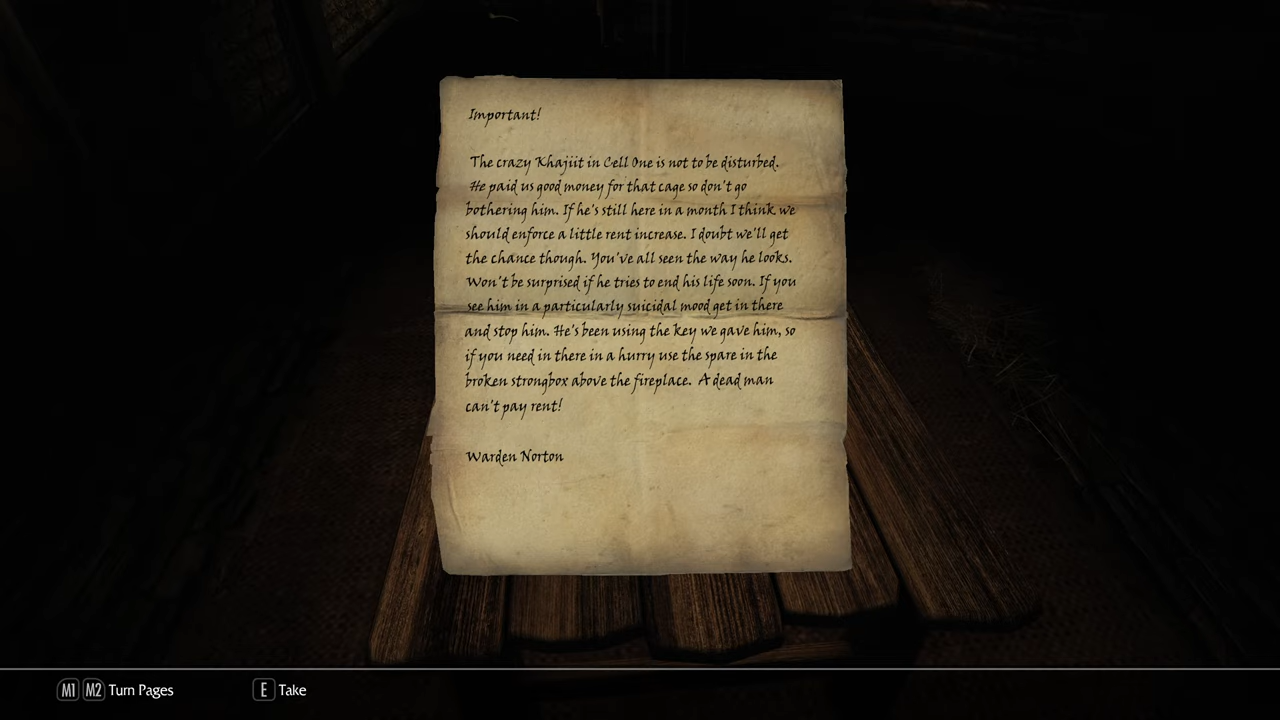 Important!
The crazy Khajiit in Cell One is not to be disturbed.
He paid us good money for that cage so don't go
bothering him. If he's still here in a month I think we
should enforce a little rent increase. I doubt we'll get
the chance though. You've all seen the way he looks.
Won't be surprised if he tries to end his life soon. If you
see him in a particularly suicidal mood get in there
and stop him. He's been using the key we gave him, so
if you need in there in a hurry use the spare in the
broken strongbox above the fireplace. A dead man
can't pay rent!
Warden Norton
M1 M2 Turn Pages E Take